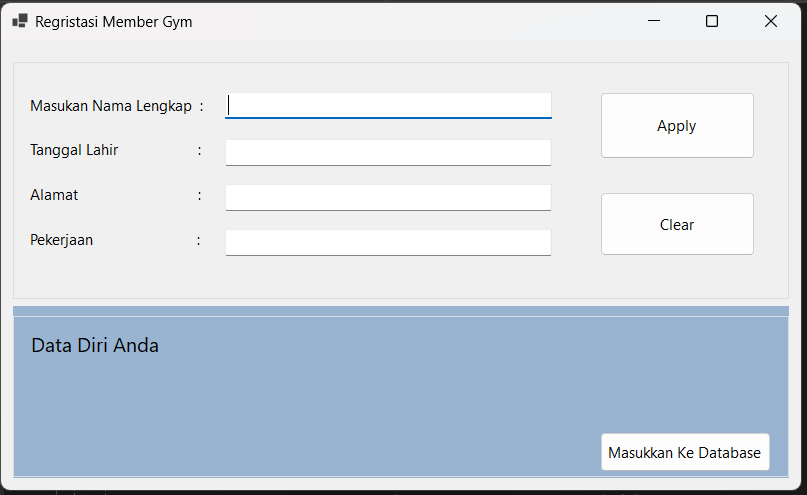 Regristasi Member Gym
Masukan Nama Lengkap :
Apply
Tanggal Lahir :
Alamat :
Clear
Pekerjaan :
Data Diri Anda
Masukkan Ke Database